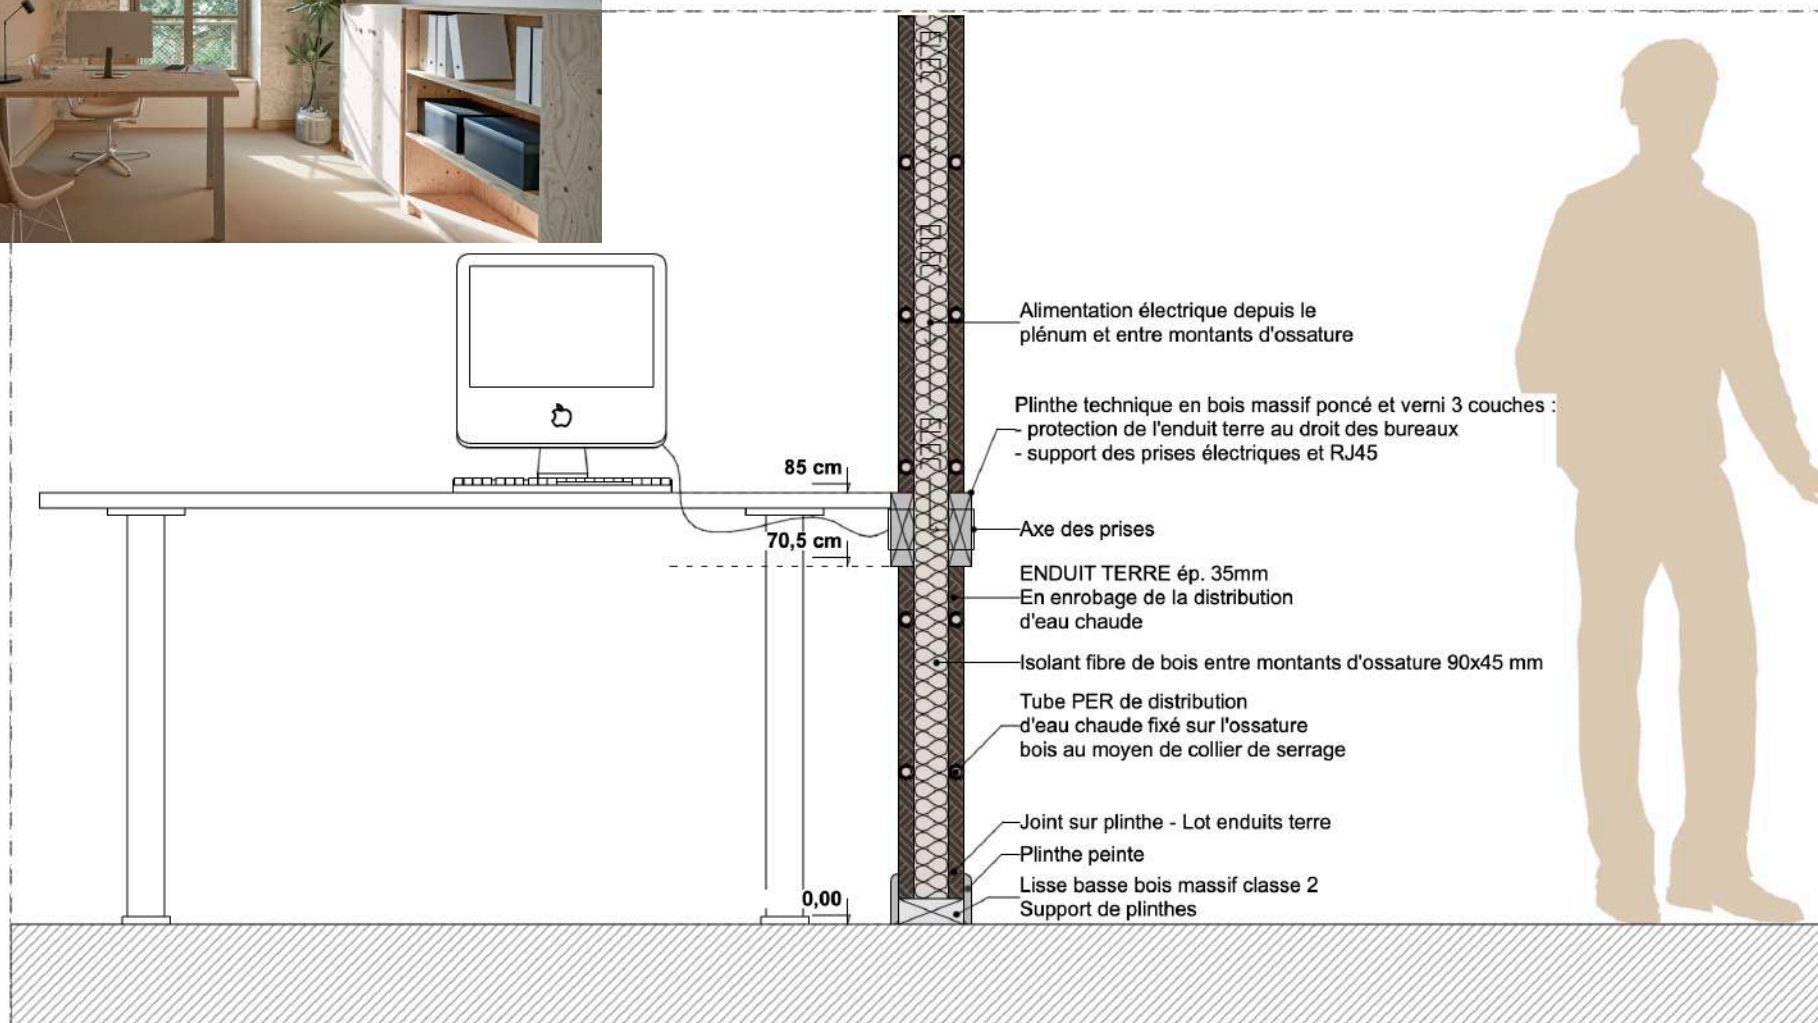 Alimentation électrique depuis le
plénum et entre montants d'ossature
Plinthe technique en bois massif poncé et verni 3 couches :
- protection de l'enduit terre au droit des bureaux
- support des prises électriques et RJ45
85 cm
Axe des prises
70,5 cm
ENDUIT TERRE ép. 35mm
En enrobage de la distribution
d'eau chaude
Isolant fibre de bois entre montants d'ossature 90x45 mm
Tube PER de distribution
d'eau chaude fixé sur l'ossature
bois au moyen de collier de serrage
Joint sur plinthe - Lot enduits terre
Plinthe peinte
Lisse basse bois massif classe 2
Support de plinthes
0,00